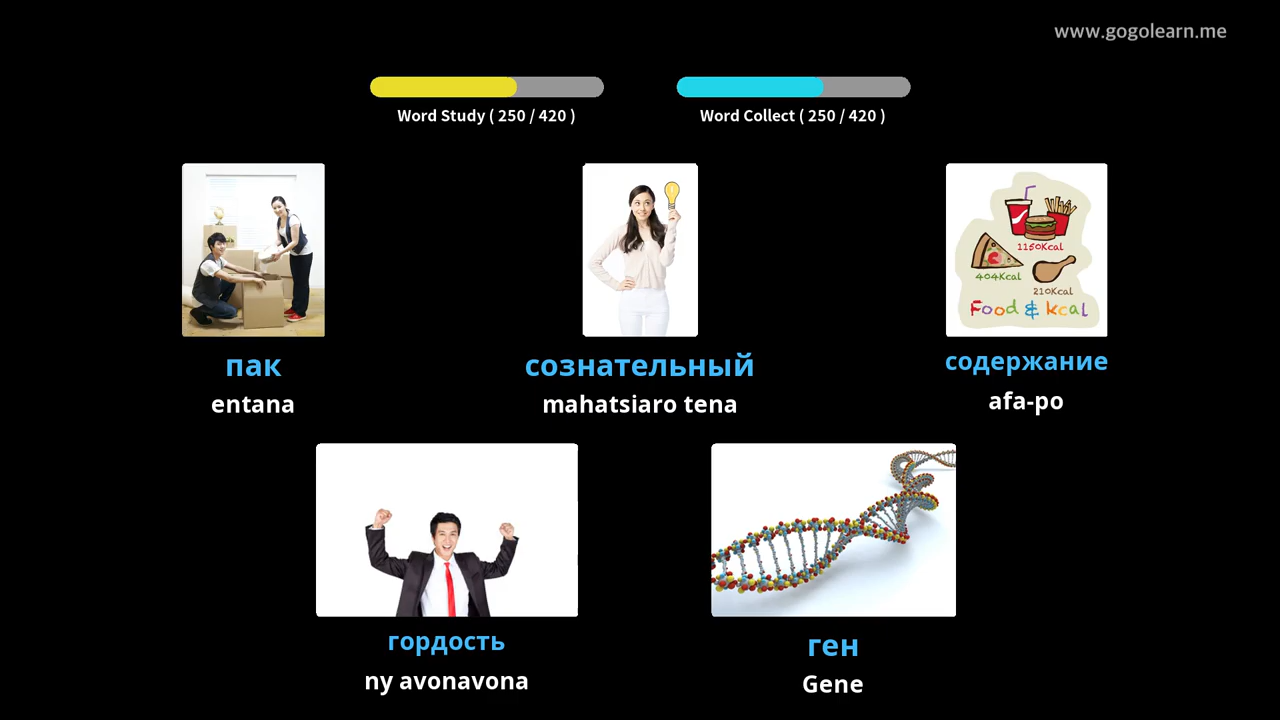 www.gogolearn.me
Word Study ( 250 / 420 )
Word Collect ( 250 / 420 )
1150Kcal
404Kcal
210Kcal
Food & kcal
пак
entana
сознательный
mahatsiaro tena
содержание
afa-po
гордость
ny avonavona
ген
Gene